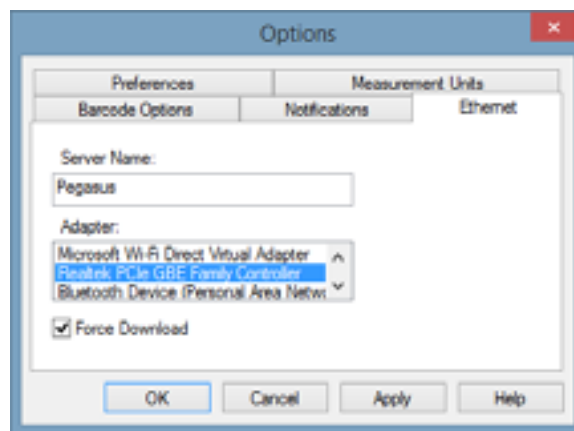 Options
Preferences Measurement Units
Barcode Options Notifications Ethernet
Server Name:
Pegasus
Adapter:
Microsoft Wi-Fi Direct Virtual Adapter
Realtek PCIe GBE Family Controller
Bluetooth Device (Personal Area Netwo
Force Download
OK Cancel Apply Help